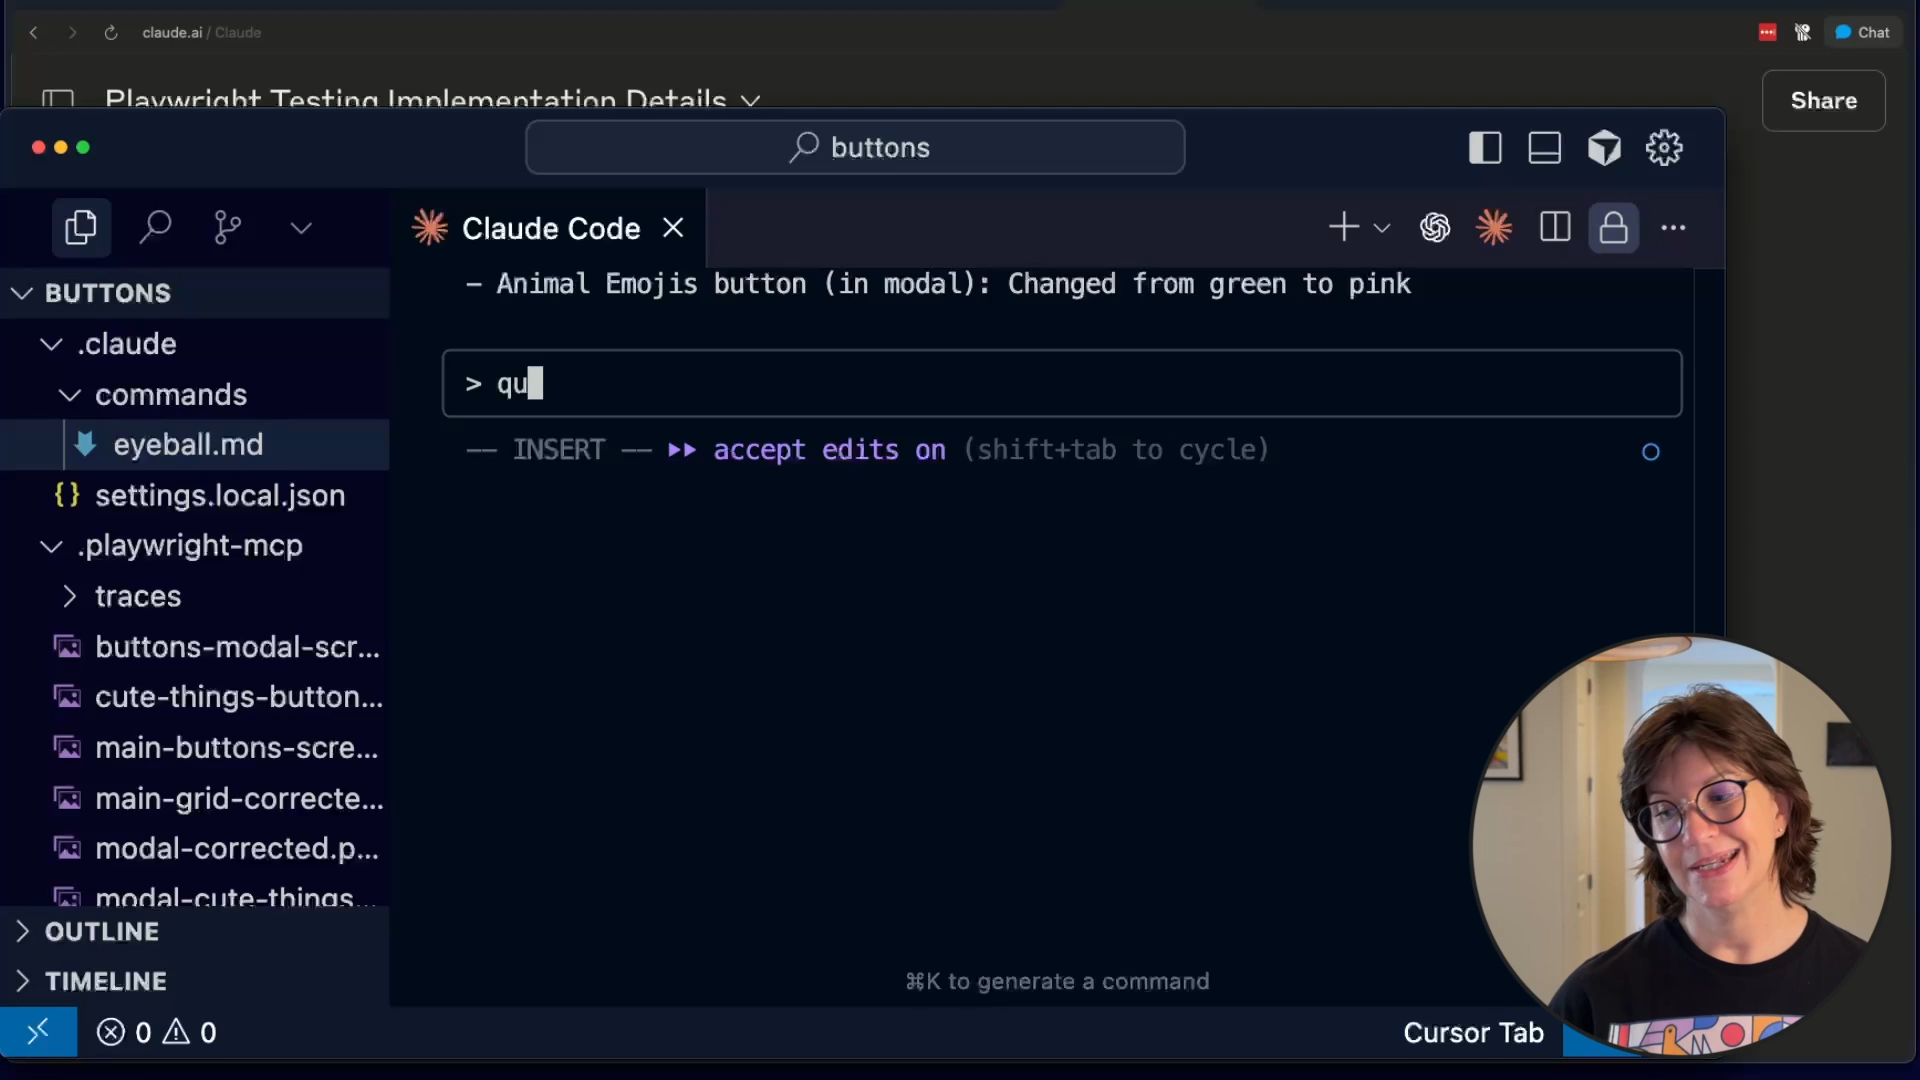 claude.ai / Claude
Chat
Playwright Testing Implementation Details
Share
buttons
Claude Code
BUTTONS
– Animal Emojis button (in modal): Changed from green to pink
.claude
> qu
commands
eyeball.md
-- INSERT -- ▸▸ accept edits on (shift+tab to cycle)
{} settings.local.json
.playwright-mcp
traces
buttons-modal-scr...
cute-things-button...
main-buttons-scre...
main-grid-correcte...
modal-corrected.p...
modal-cute-things...
OUTLINE
TIMELINE
⌘K to generate a command
0 0
Cursor Tab